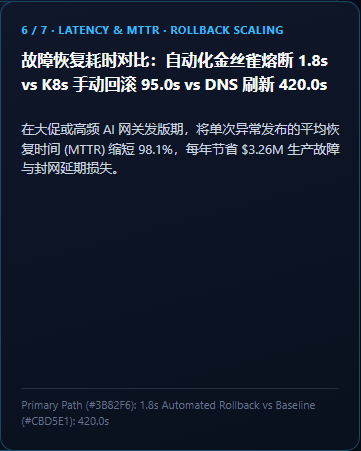 6 / 7 · LATENCY & MTTR · ROLLBACK SCALING
故障恢复耗时对比：自动化金丝雀熔断 1.8s
vs K8s 手动回滚 95.0s vs DNS 刷新 420.0s
在大促或高频 AI 网关发版期，将单次异常发布的平均恢
复时间 (MTTR) 缩短 98.1%，每年节省 $3.26M 生产故障
与封网延期损失。
Primary Path (#3B82F6): 1.8s Automated Rollback vs Baseline
(#CBD5E1): 420.0s